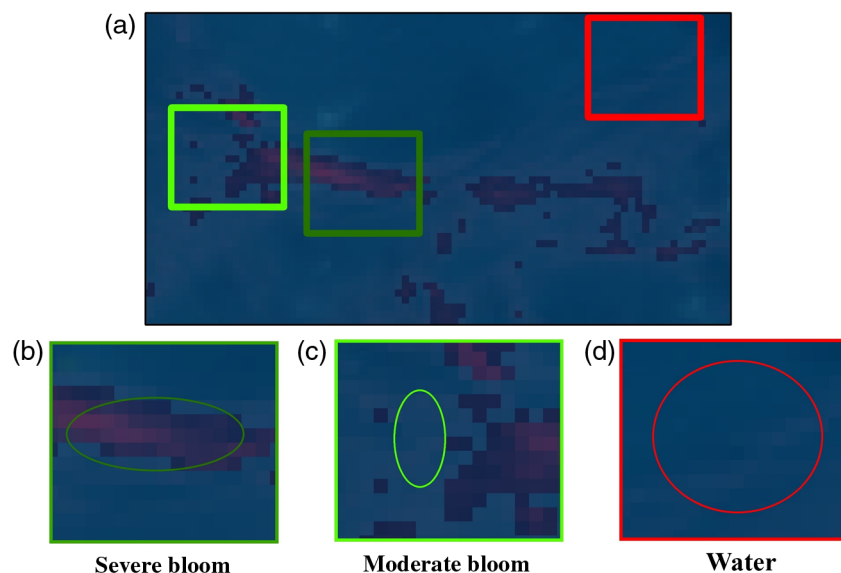 (a)
(b)
(c)
(d)
Severe bloom
Moderate bloom
Water